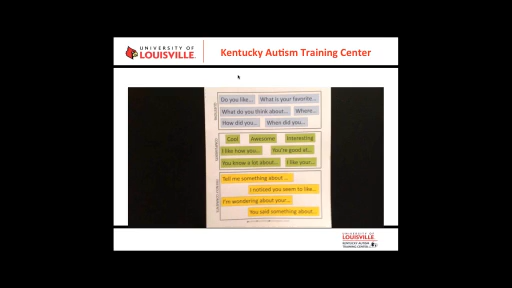 UNIVERSITY OF
LOUISVILLE
Kentucky Autism Training Center
Do you like... What is your favorite...
What do you think about... Where...
How did you... When did you...
Cool Awesome Interesting
I like how you... You're good at...
You know a lot about... I like your...
Tell me something about ...
I noticed you seem to like...
I'm wondering about your...
You said something about...
UNIVERSITY OF
LOUISVILLE
KENTUCKY AUTISM
TRAINING CENTER